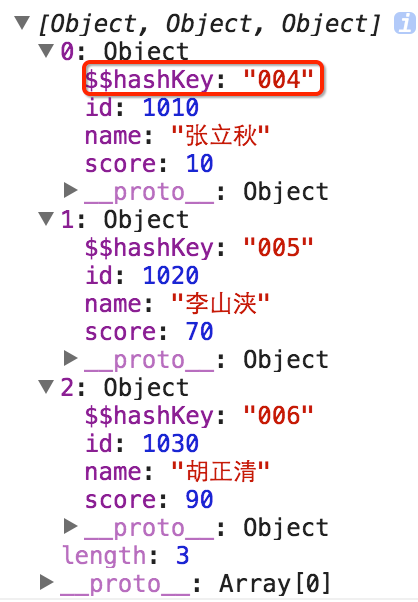 [Object, Object, Object] i
0: Object
$$hashKey: "004"
id: 1010
name: "张立秋"
score: 10
__proto__: Object
1: Object
$$hashKey: "005"
id: 1020
name: "李山浃"
score: 70
__proto__: Object
2: Object
$$hashKey: "006"
id: 1030
name: "胡正清"
score: 90
__proto__: Object
length: 3
__proto__: Array[0]